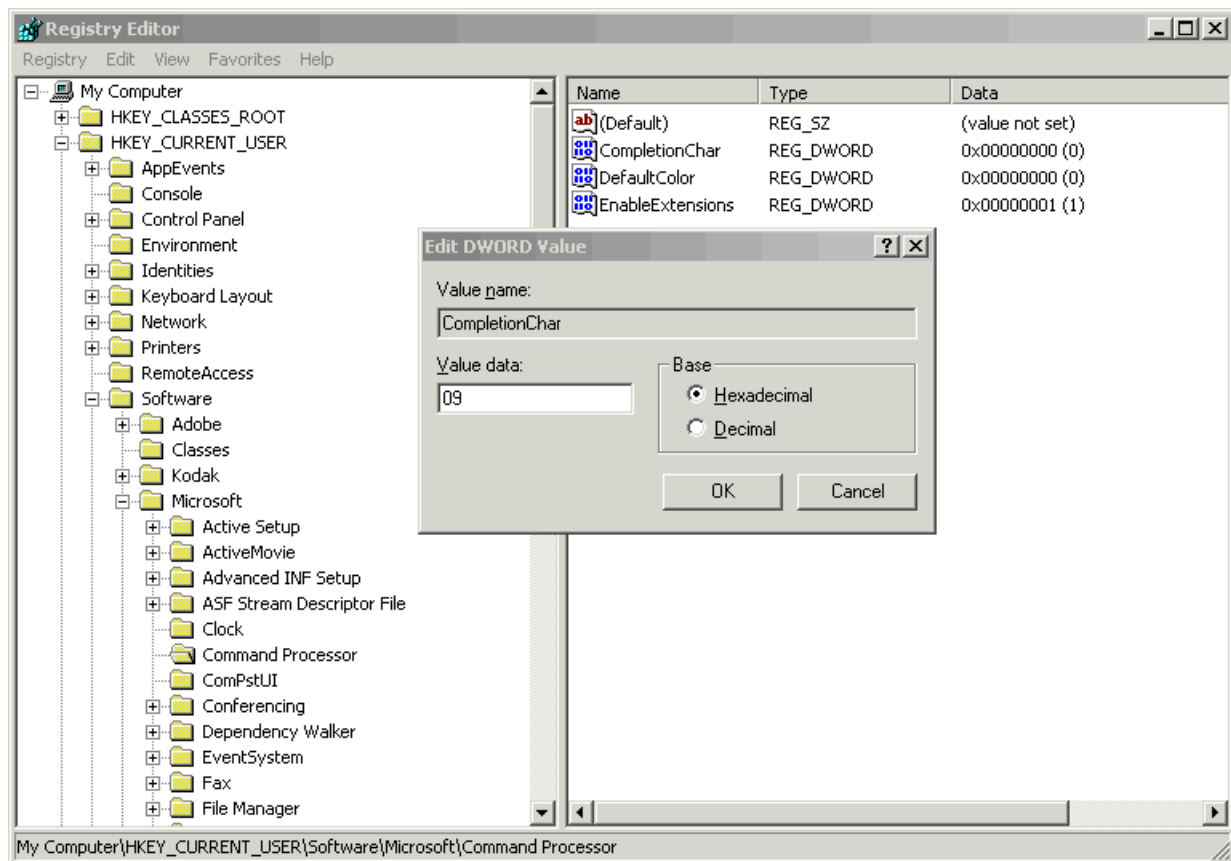 Registry Editor
Registry Edit View Favorites Help
My Computer
HKEY_CLASSES_ROOT
HKEY_CURRENT_USER
AppEvents
Console
Control Panel
Environment
Identities
Keyboard Layout
Network
Printers
RemoteAccess
Software
Adobe
Classes
Kodak
Microsoft
Active Setup
ActiveMovie
Advanced INF Setup
ASF Stream Descriptor File
Clock
Command Processor
ComPstUI
Conferencing
Dependency Walker
EventSystem
Fax
File Manager
Name Type Data
(Default) REG_SZ (value not set)
CompletionChar REG_DWORD 0x00000000 (0)
DefaultColor REG_DWORD 0x00000000 (0)
EnableExtensions REG_DWORD 0x00000001 (1)
Edit DWORD Value
Value name:
CompletionChar
Value data:
09
Base
Hexadecimal
Decimal
OK Cancel
My Computer\HKEY_CURRENT_USER\Software\Microsoft\Command Processor